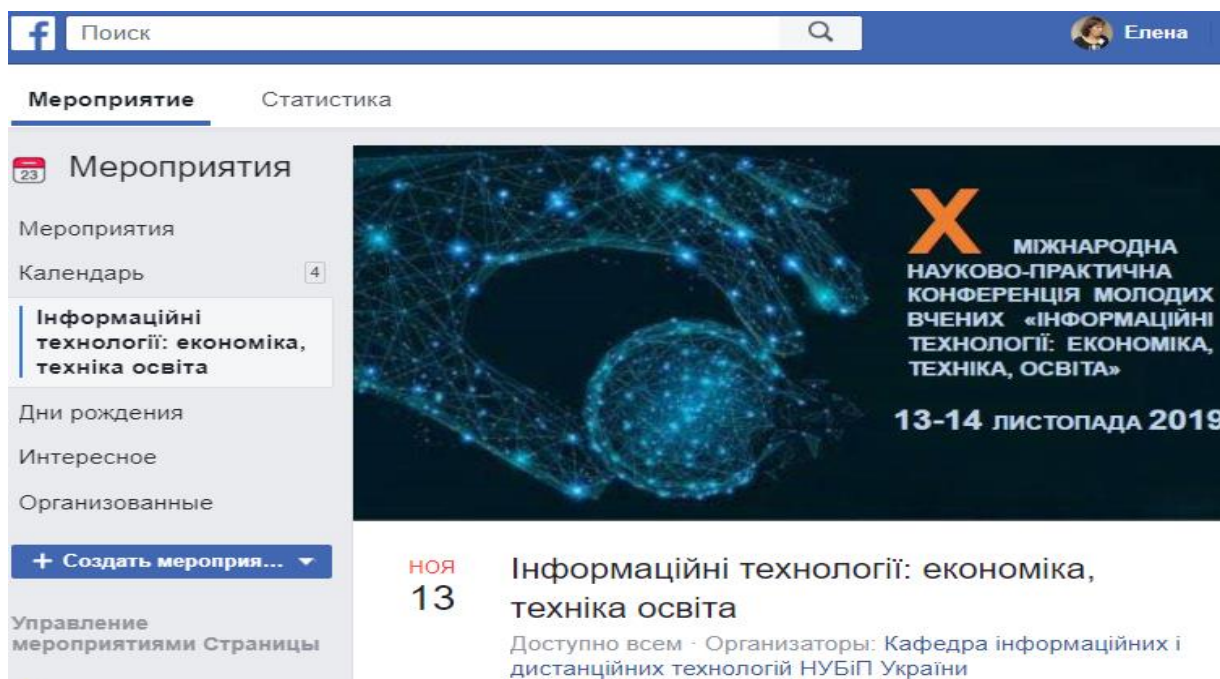 f
Поиск
Елена
Мероприятие
Статистика
23
Мероприятия
Мероприятия
Календарь
4
Інформаційні
технології: економіка,
техніка освіта
Дни рождения
Интересное
Организованные
+ Создать мероприя...
Управление
мероприятиями Страницы
X
МІЖНАРОДНА
НАУКОВО-ПРАКТИЧНА
КОНФЕРЕНЦІЯ МОЛОДИХ
ВЧЕНИХ «ІНФОРМАЦІЙНІ
ТЕХНОЛОГІЇ: ЕКОНОМІКА,
ТЕХНІКА, ОСВІТА»
13-14 ЛИСТОПАДА 2019
НОЯ
13
Інформаційні технології: економіка,
техніка освіта
Доступно всем · Организаторы: Кафедра інформаційних і
дистанційних технологій НУБіП України